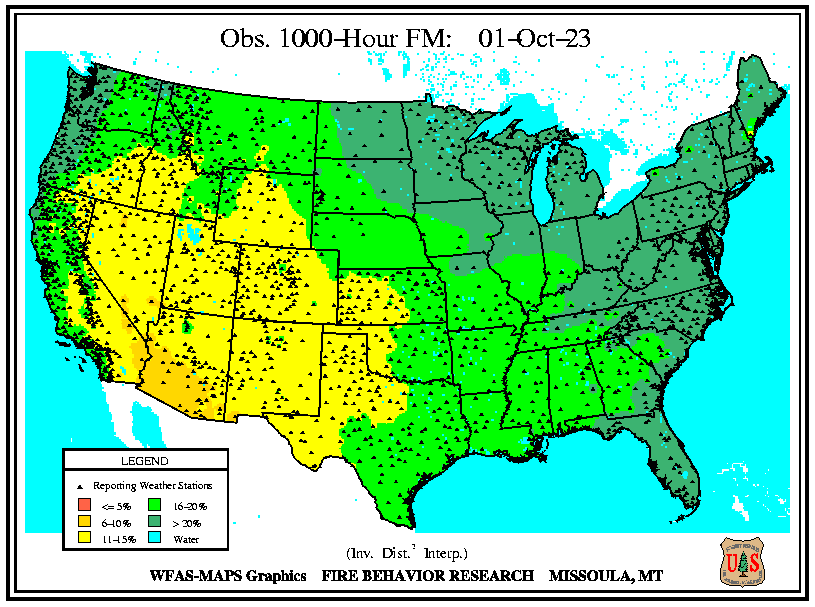 Obs. 1000-Hour FM: 01-Oct-23
LEGEND
Reporting Weather Stations
<= 5%
16-20%
6-10%
> 20%
11-15%
Water
(Inv. Dist.² Interp.)
WFAS-MAPS Graphics FIRE BEHAVIOR RESEARCH MISSOULA, MT
US